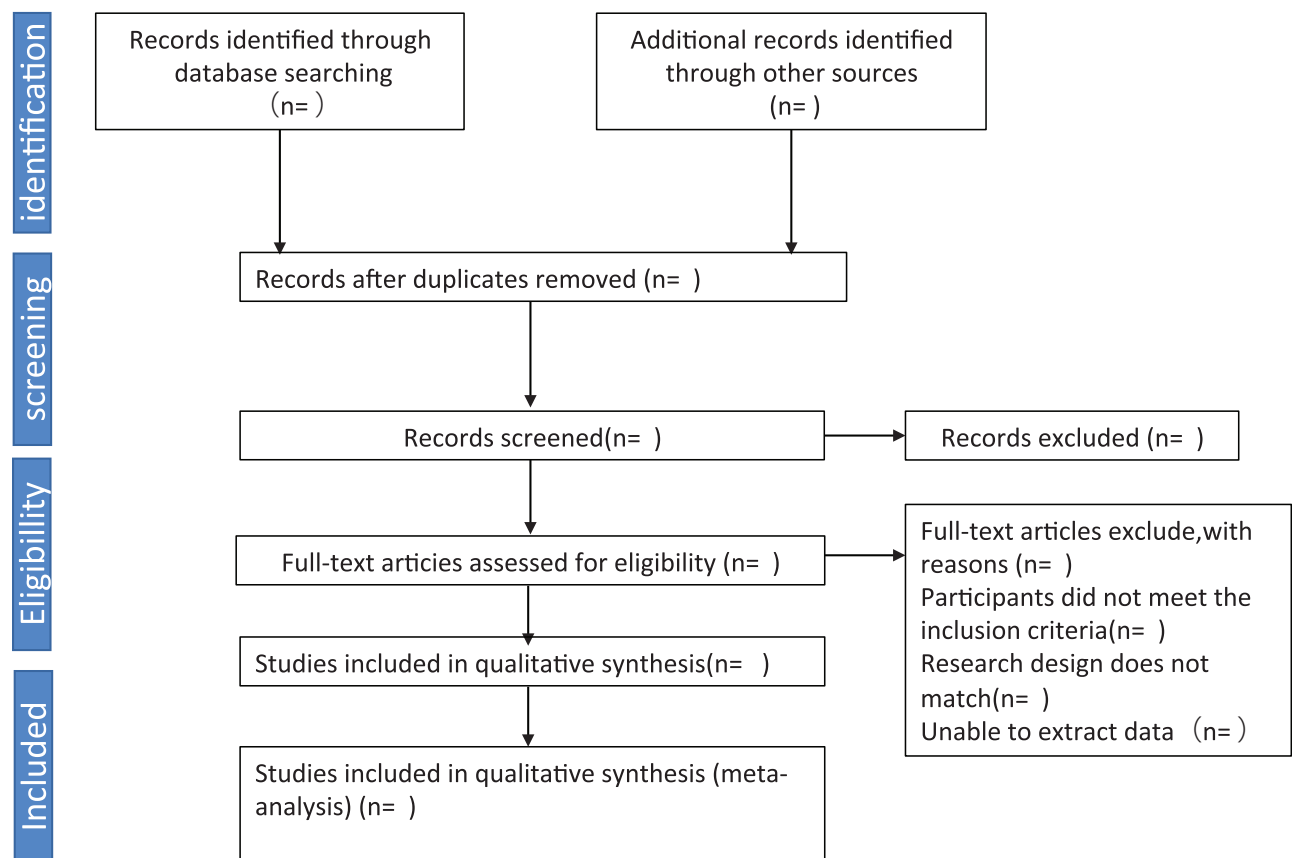 identification
Records identified through
database searching
（n= ）
Additional records identified
through other sources
(n= )
screening
Records after duplicates removed (n=  )
Records screened(n=  )
Records excluded (n=  )
Eligibillity
Full-text articies assessed for eligibility (n=  )
Full-text articles exclude,with
reasons (n=  )
Participants did not meet the
inclusion criteria(n=  )
Research design does not
match(n=  )
Unable to extract data （n= ）
Studies included in qualitative synthesis(n=   )
Included
Studies included in qualitative synthesis (meta-
analysis) (n=  )